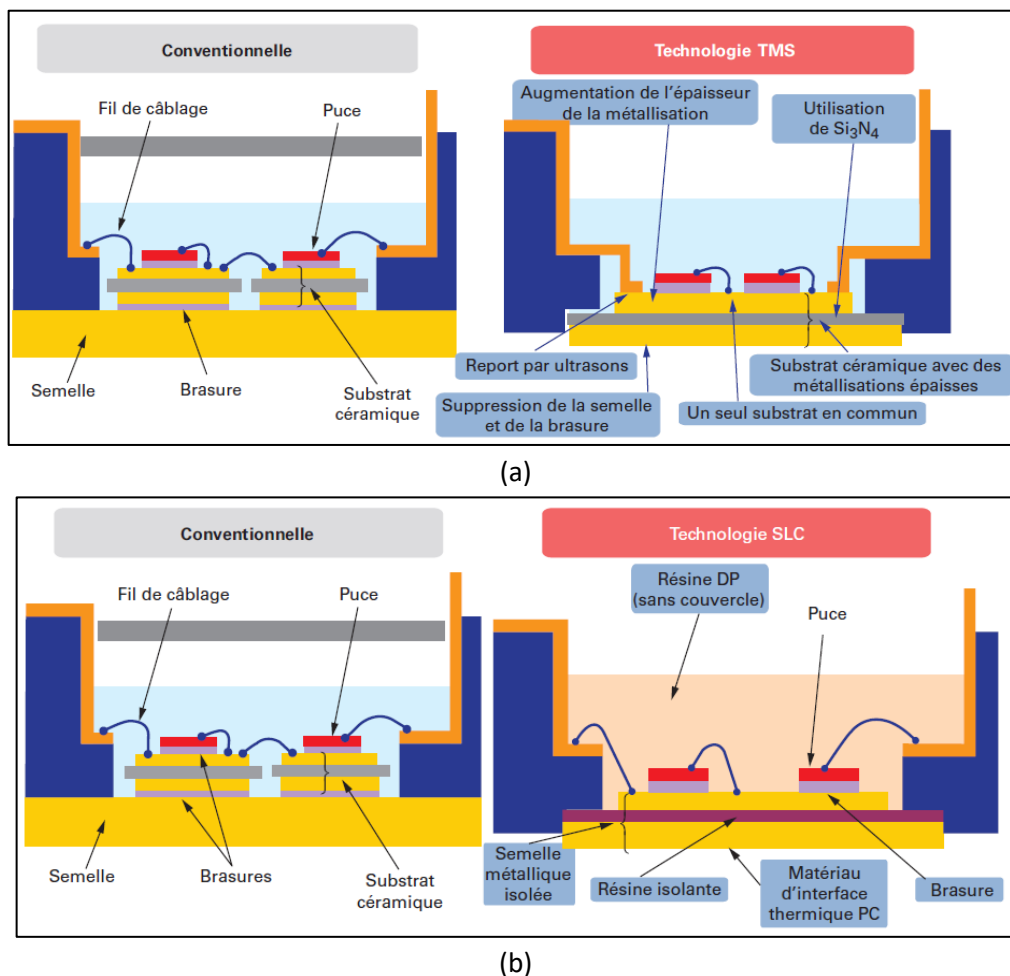 Conventionnelle
Technologie TMS
Fil de câblage
Puce
Augmentation de l'épaisseur
de la métallisation
Utilisation
de Si₃N₄
Semelle
Brasure
Substrat
céramique
Report par ultrasons
Suppression de la semelle
et de la brasure
Substrat céramique avec des
métallisations épaisses
Un seul substrat en commun
(a)
Conventionnelle
Technologie SLC
Fil de câblage
Puce
Résine DP
(sans couvercle)
Puce
Semelle
Brasures
Substrat
céramique
Semelle
métallique
isolée
Résine isolante
Matériau
d'interface
thermique PC
Brasure
(b)